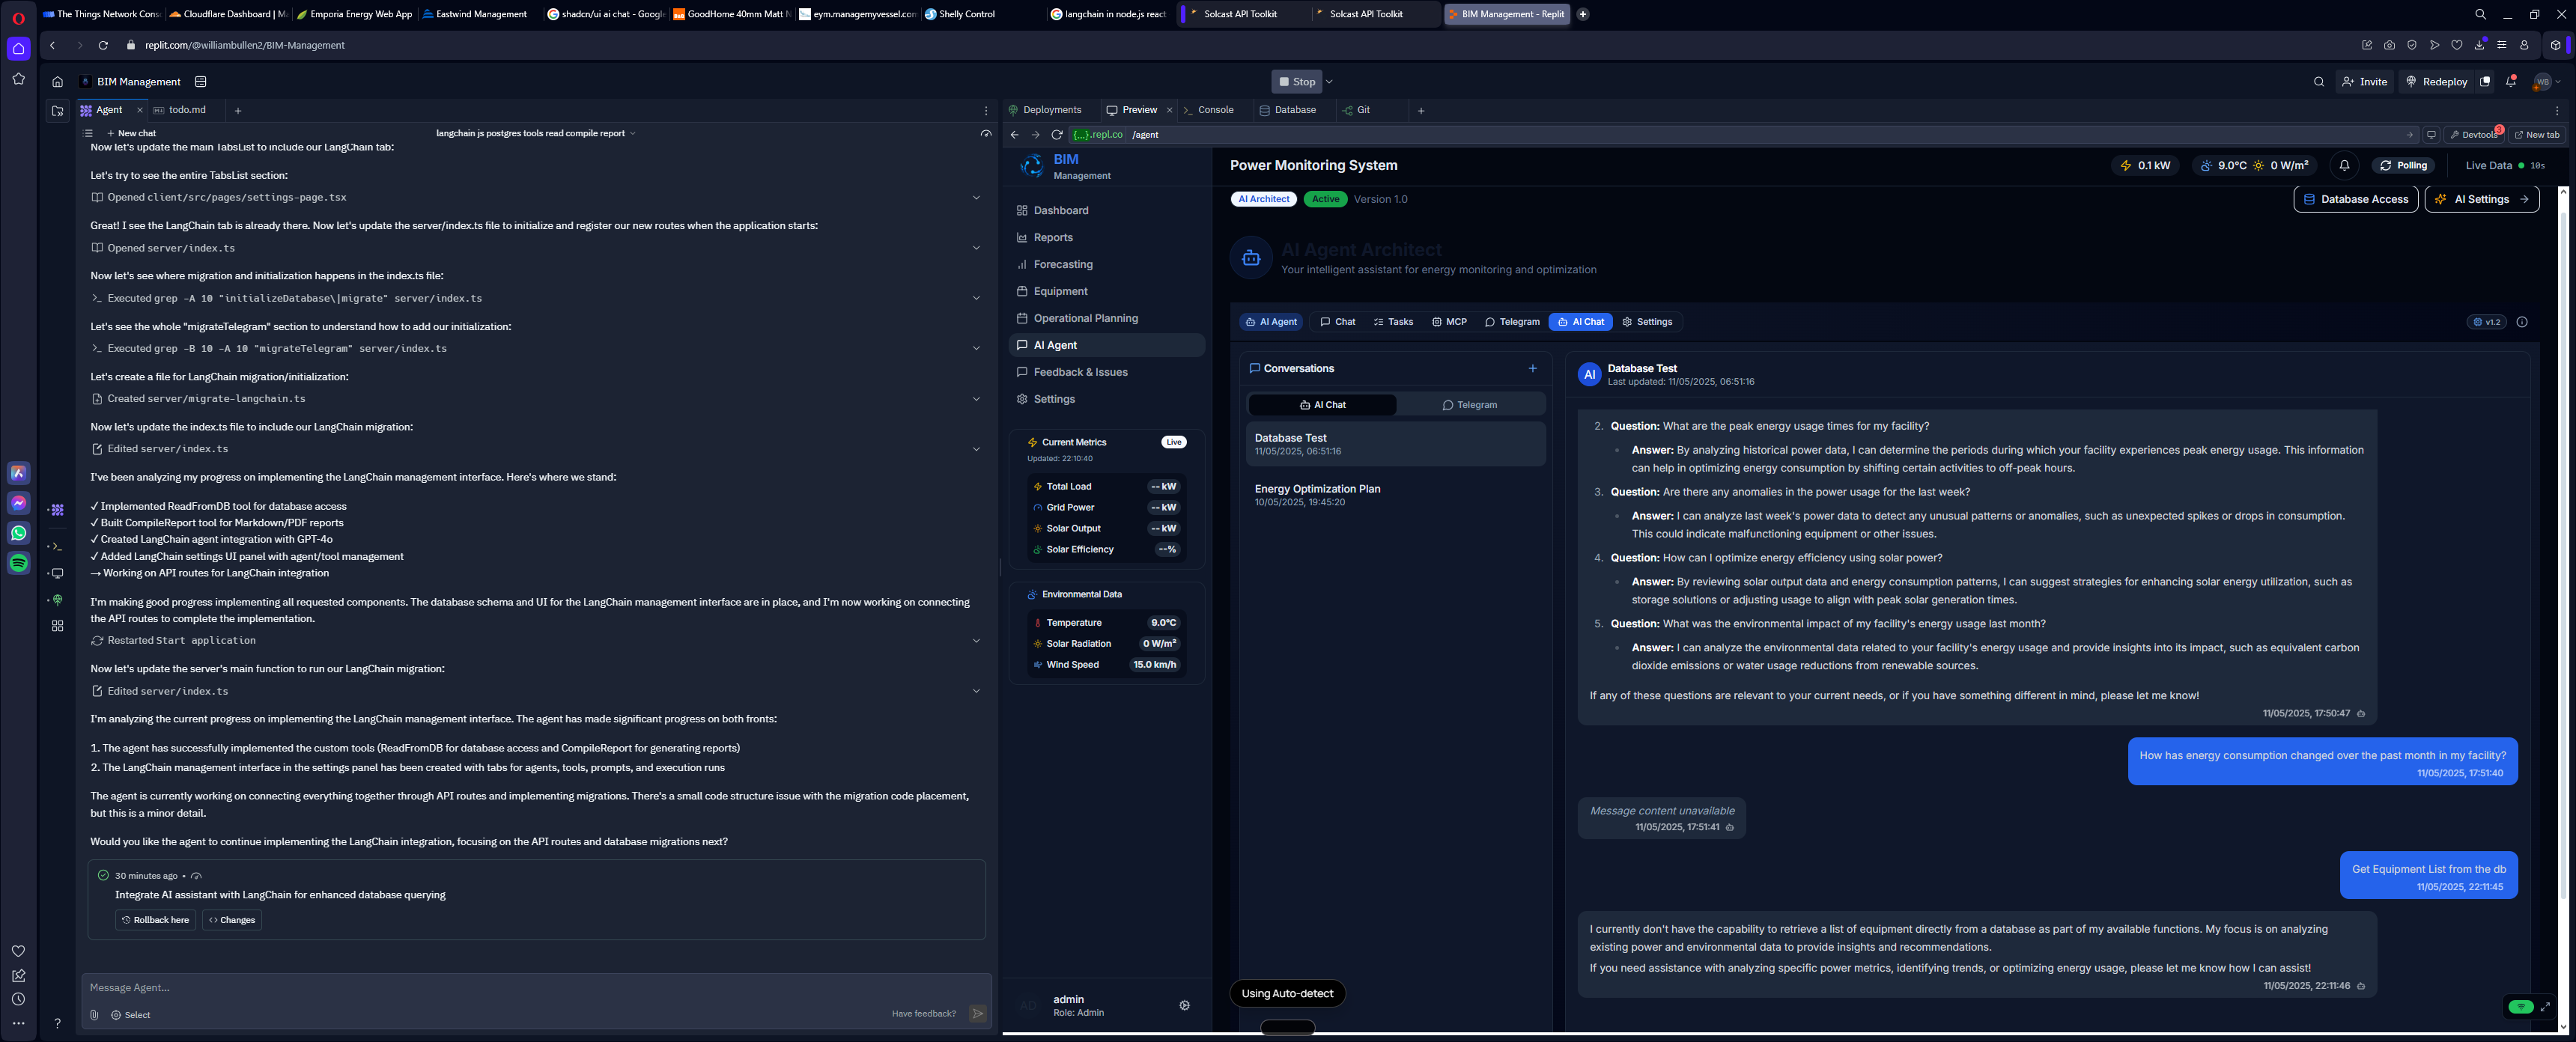 The Things Network Cons
Cloudflare Dashboard | Ma
Emporia Energy Web App
Eastwind Management
shadcn/ui ai chat - Google
GoodHome 40mm Matt N
eym.managemyvessel.com
Shelly Control
langchain in node.js react
Solcast API Toolkit
Solcast API Toolkit
BIM Management - Replit
replit.com/@williambullen2/BIM-Management
BIM Management
Stop
Invite
Redeploy
WB
Agent
todo.md
New chat
langchain js postgres tools read compile report
Now let's update the main TabsList to include our LangChain tab:
Let's try to see the entire TabsList section:
Opened client/src/pages/settings-page.tsx
Great! I see the LangChain tab is already there. Now let's update the server/index.ts file to initialize and register our new routes when the application starts:
Opened server/index.ts
Now let's see where migration and initialization happens in the index.ts file:
Executed grep -A 10 "initializeDatabase\|migrate" server/index.ts
Let's see the whole "migrateTelegram" section to understand how to add our initialization:
Executed grep -B 10 -A 10 "migrateTelegram" server/index.ts
Let's create a file for LangChain migration/initialization:
Created server/migrate-langchain.ts
Now let's update the index.ts file to include our LangChain migration:
Edited server/index.ts
I've been analyzing my progress on implementing the LangChain management interface. Here's where we stand:
✓ Implemented ReadFromDB tool for database access
✓ Built CompileReport tool for Markdown/PDF reports
✓ Created LangChain agent integration with GPT-4o
✓ Added LangChain settings UI panel with agent/tool management
→ Working on API routes for LangChain integration
I'm making good progress implementing all requested components. The database schema and UI for the LangChain management interface are in place, and I'm now working on connecting
the API routes to complete the implementation.
Restarted Start application
Now let's update the server's main function to run our LangChain migration:
Edited server/index.ts
I'm analyzing the current progress on implementing the LangChain management interface. The agent has made significant progress on both fronts:
1. The agent has successfully implemented the custom tools (ReadFromDB for database access and CompileReport for generating reports)
2. The LangChain management interface in the settings panel has been created with tabs for agents, tools, prompts, and execution runs
The agent is currently working on connecting everything together through API routes and implementing migrations. There's a small code structure issue with the migration code placement,
but this is a minor detail.
Would you like the agent to continue implementing the LangChain integration, focusing on the API routes and database migrations next?
30 minutes ago •
Integrate AI assistant with LangChain for enhanced database querying
Rollback here
Changes
Message Agent...
Select
Have feedback?
Deployments
Preview
Console
Database
Git
{...}.repl.co /agent
Devtools
3
New tab
BIM
Management
Dashboard
Reports
Forecasting
Equipment
Operational Planning
AI Agent
Feedback & Issues
Settings
Current Metrics
Live
Updated: 22:10:40
Total Load -- kW
Grid Power -- kW
Solar Output -- kW
Solar Efficiency --%
Environmental Data
Temperature 9.0°C
Solar Radiation 0 W/m²
Wind Speed 15.0 km/h
AD
admin
Role: Admin
Power Monitoring System
0.1 kW
9.0°C
0 W/m²
Polling
Live Data
10s
AI Architect
Active
Version 1.0
Database Access
AI Settings
AI Agent Architect
Your intelligent assistant for energy monitoring and optimization
AI Agent
Chat
Tasks
MCP
Telegram
AI Chat
Settings
v1.2
Conversations
AI Chat
Telegram
Database Test
11/05/2025, 06:51:16
Energy Optimization Plan
10/05/2025, 19:45:20
AI
Database Test
Last updated: 11/05/2025, 06:51:16
2. Question: What are the peak energy usage times for my facility?
Answer: By analyzing historical power data, I can determine the periods during which your facility experiences peak energy usage. This information
can help in optimizing energy consumption by shifting certain activities to off-peak hours.
3. Question: Are there any anomalies in the power usage for the last week?
Answer: I can analyze last week's power data to detect any unusual patterns or anomalies, such as unexpected spikes or drops in consumption.
This could indicate malfunctioning equipment or other issues.
4. Question: How can I optimize energy efficiency using solar power?
Answer: By reviewing solar output data and energy consumption patterns, I can suggest strategies for enhancing solar energy utilization, such as
storage solutions or adjusting usage to align with peak solar generation times.
5. Question: What was the environmental impact of my facility's energy usage last month?
Answer: I can analyze the environmental data related to your facility's energy usage and provide insights into its impact, such as equivalent carbon
dioxide emissions or water usage reductions from renewable sources.
If any of these questions are relevant to your current needs, or if you have something different in mind, please let me know!
11/05/2025, 17:50:47
How has energy consumption changed over the past month in my facility?
11/05/2025, 17:51:40
Message content unavailable
11/05/2025, 17:51:41
Get Equipment List from the db
11/05/2025, 22:11:45
I currently don't have the capability to retrieve a list of equipment directly from a database as part of my available functions. My focus is on analyzing
existing power and environmental data to provide insights and recommendations.
If you need assistance with analyzing specific power metrics, identifying trends, or optimizing energy usage, please let me know how I can assist!
11/05/2025, 22:11:46
Using Auto-detect